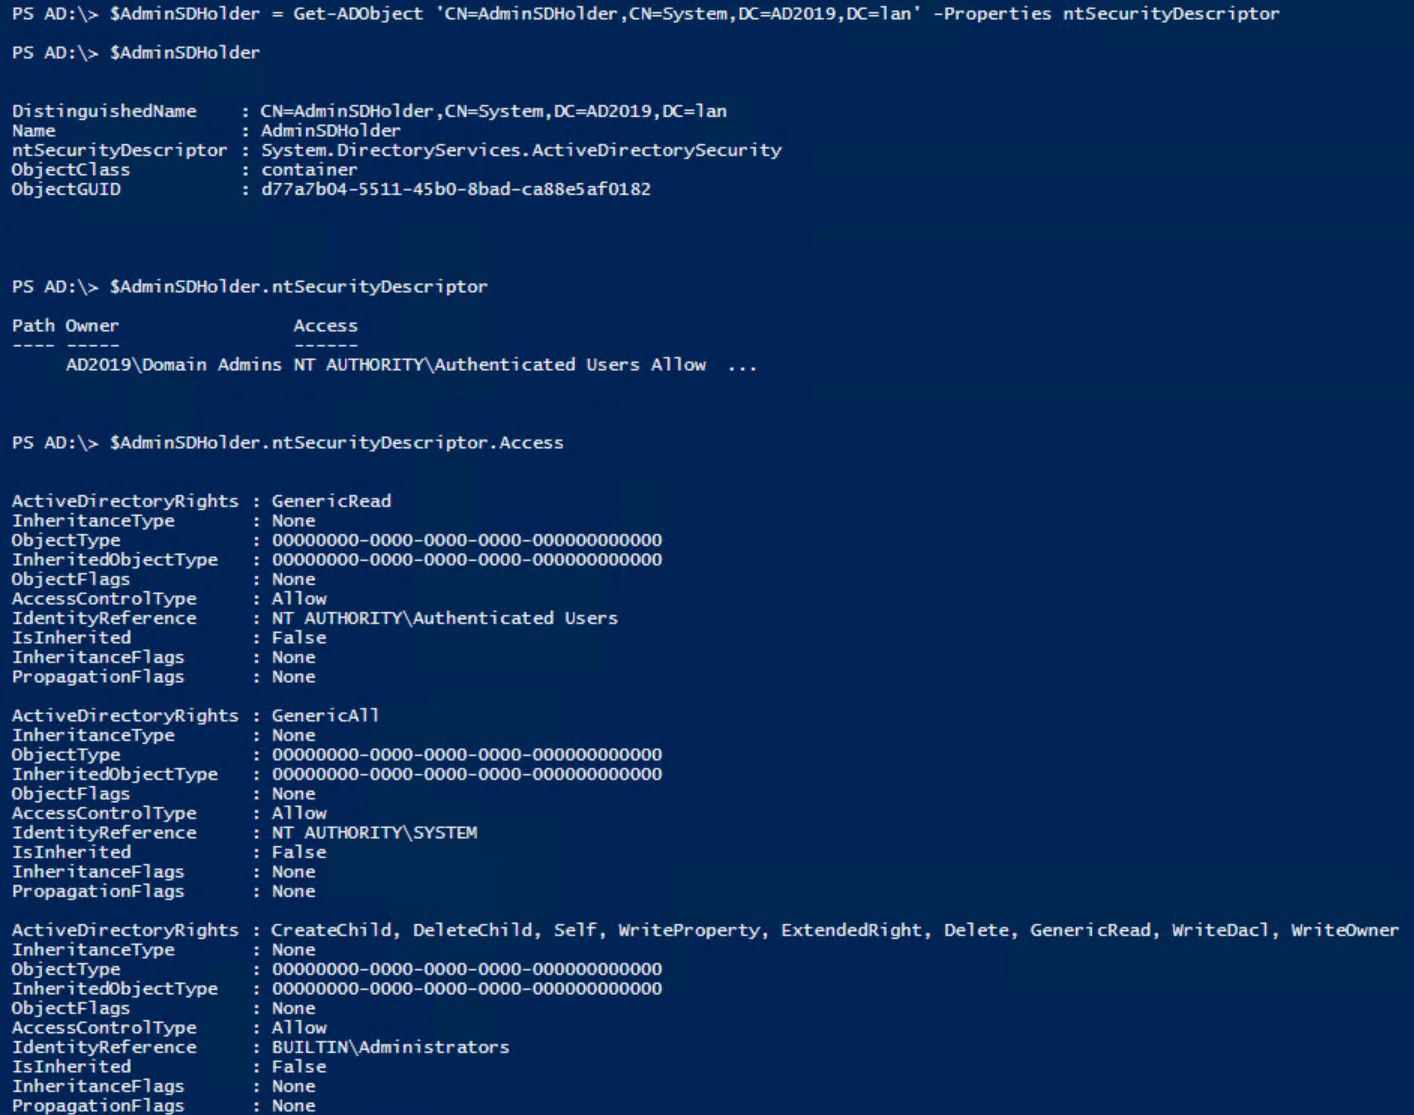 PS AD:\> $AdminSDHolder = Get-ADObject 'CN=AdminSDHolder,CN=System,DC=AD2019,DC=lan' -Properties ntSecurityDescriptor
PS AD:\> $AdminSDHolder
DistinguishedName    : CN=AdminSDHolder,CN=System,DC=AD2019,DC=lan
Name                 : AdminSDHolder
ntSecurityDescriptor : System.DirectoryServices.ActiveDirectorySecurity
ObjectClass          : container
ObjectGUID           : d77a7b04-5511-45b0-8bad-ca88e5af0182
PS AD:\> $AdminSDHolder.ntSecurityDescriptor
Path Owner                Access
---- -----                ------
     AD2019\Domain Admins NT AUTHORITY\Authenticated Users Allow  ...
PS AD:\> $AdminSDHolder.ntSecurityDescriptor.Access
ActiveDirectoryRights : GenericRead
InheritanceType       : None
ObjectType            : 00000000-0000-0000-0000-000000000000
InheritedObjectType   : 00000000-0000-0000-0000-000000000000
ObjectFlags           : None
AccessControlType     : Allow
IdentityReference     : NT AUTHORITY\Authenticated Users
IsInherited           : False
InheritanceFlags      : None
PropagationFlags      : None
ActiveDirectoryRights : GenericAll
InheritanceType       : None
ObjectType            : 00000000-0000-0000-0000-000000000000
InheritedObjectType   : 00000000-0000-0000-0000-000000000000
ObjectFlags           : None
AccessControlType     : Allow
IdentityReference     : NT AUTHORITY\SYSTEM
IsInherited           : False
InheritanceFlags      : None
PropagationFlags      : None
ActiveDirectoryRights : CreateChild, DeleteChild, Self, WriteProperty, ExtendedRight, Delete, GenericRead, WriteDacl, WriteOwner
InheritanceType       : None
ObjectType            : 00000000-0000-0000-0000-000000000000
InheritedObjectType   : 00000000-0000-0000-0000-000000000000
ObjectFlags           : None
AccessControlType     : Allow
IdentityReference     : BUILTIN\Administrators
IsInherited           : False
InheritanceFlags      : None
PropagationFlags      : None